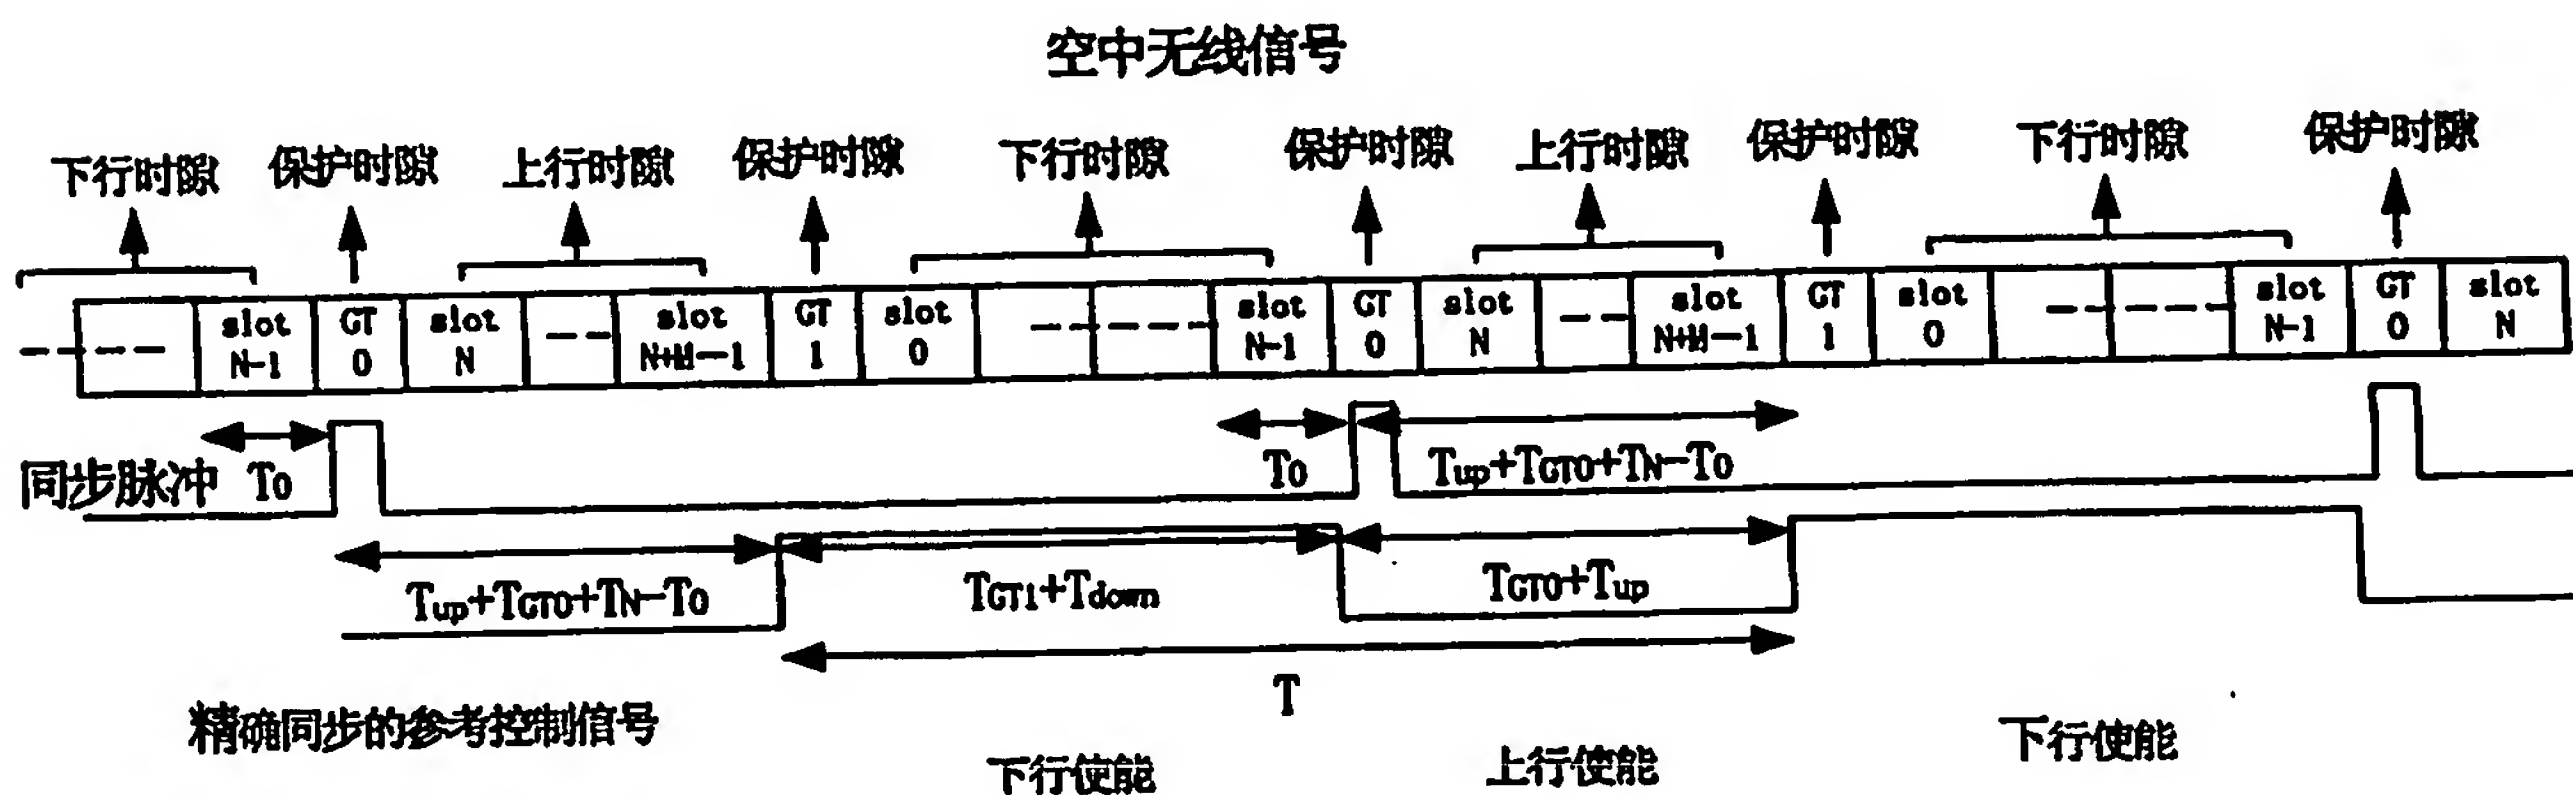 空中无线信号
下行时隙 保护时隙 上行时隙 保护时隙 下行时隙 保护时隙 上行时隙 保护时隙 下行时隙 保护时隙
slot N-1 GT 0 slot N slot N+M-1 GT 1 slot 0 slot N-1 GT 0 slot N slot N+M-1 GT 1 slot 0 slot N-1 GT 0 slot N
同步脉冲 T0 T0 Tup+TGT0+TN-T0
Tup+TGT0+TN-T0 TGT1+Tdown TGT0+Tup
T
精确同步的参考控制信号 下行使能 上行使能 下行使能